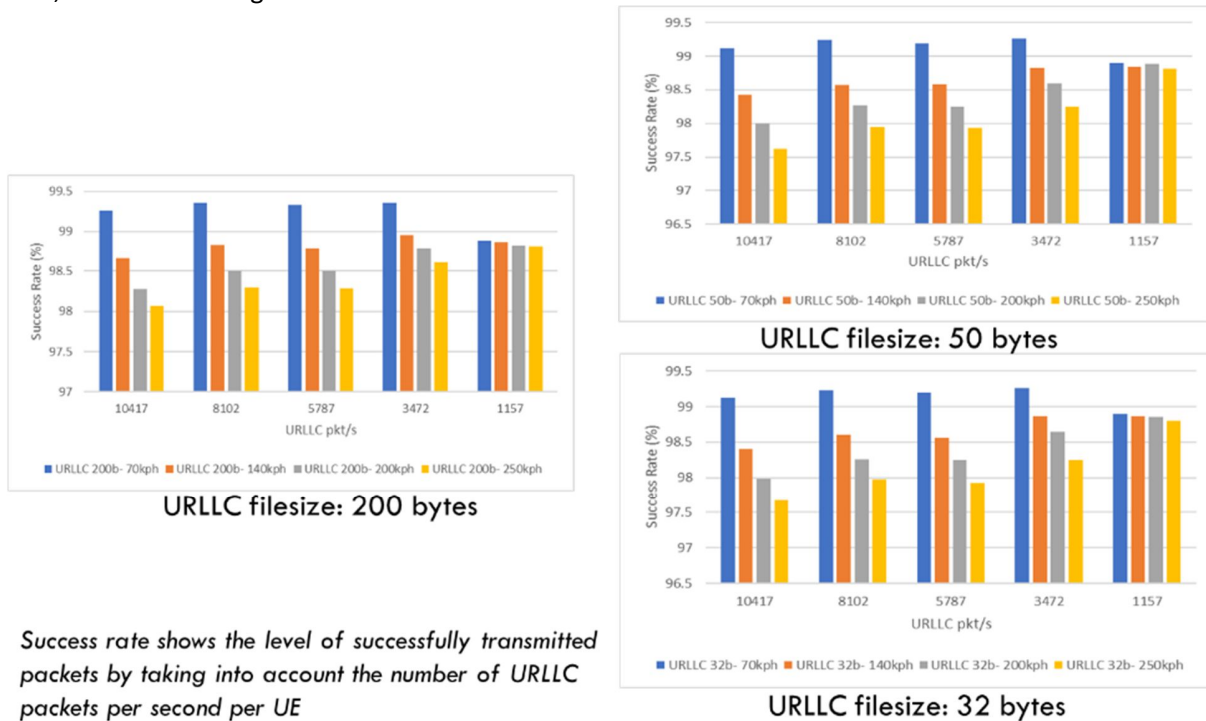 99.5
99
98.5
98
97.5
97
96.5
Success Rate (%)
10417 8102 5787 3472 1157
URLLC pkt/s
URLLC 50b- 70kph URLLC 50b- 140kph URLLC 50b- 200kph URLLC 50b- 250kph
URLLC filesize: 50 bytes
99.5
99
98.5
98
97.5
97
Success Rate (%)
10417 8102 5787 3472 1157
URLLC pkt/s
URLLC 200b- 70kph URLLC 200b- 140kph URLLC 200b- 200kph URLLC 200b- 250kph
URLLC filesize: 200 bytes
99.5
99
98.5
98
97.5
97
96.5
Success Rate (%)
10417 8102 5787 3472 1157
URLLC pkt/s
URLLC 32b- 70kph URLLC 32b- 140kph URLLC 32b- 200kph URLLC 32b- 250kph
URLLC filesize: 32 bytes
Success rate shows the level of successfully transmitted
packets by taking into account the number of URLLC
packets per second per UE